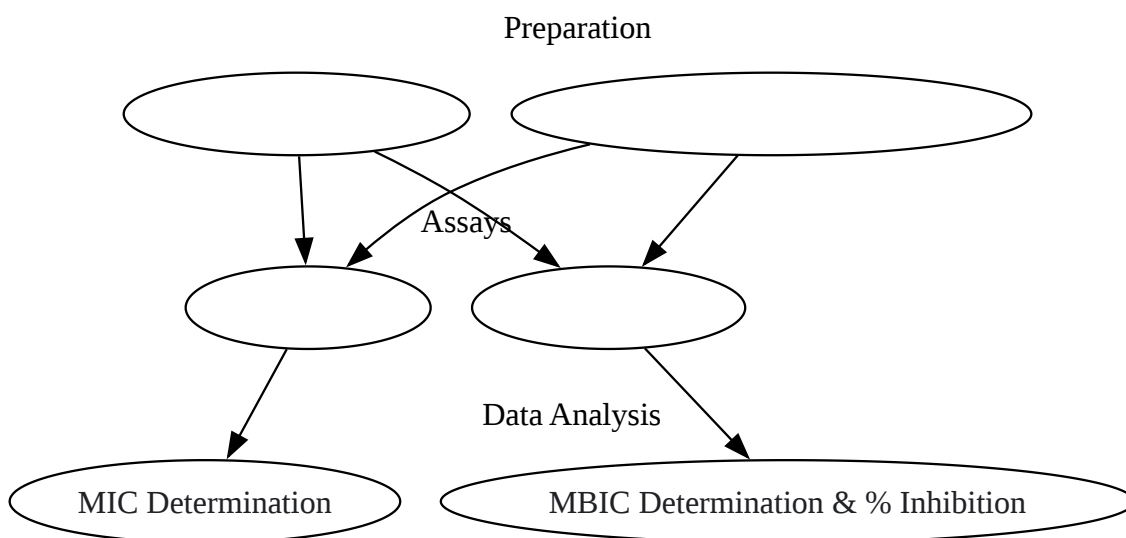 Preparation
Assays
Data Analysis
MIC Determination
MBIC Determination & % Inhibition